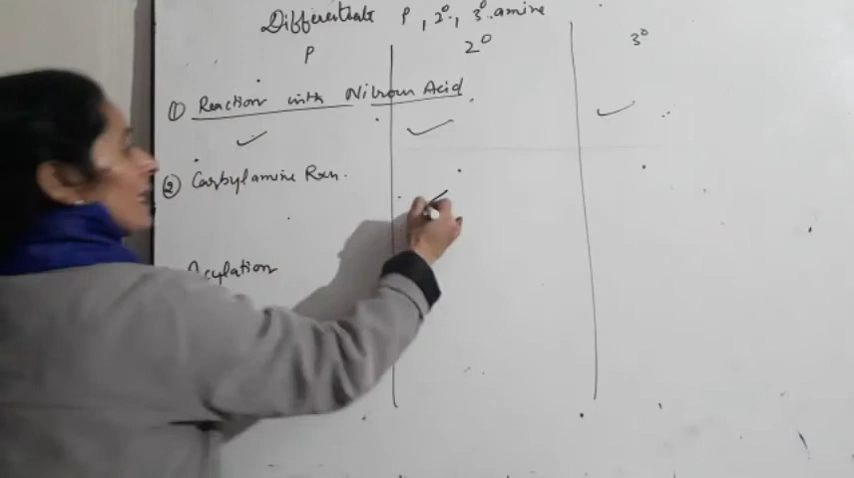 Differentiate 1°, 2°, 3° amine
1° 2° 3°
① Reaction with Nitrous Acid
✓ ✓ ✓
② Carbylamine Rxn.
Acylation